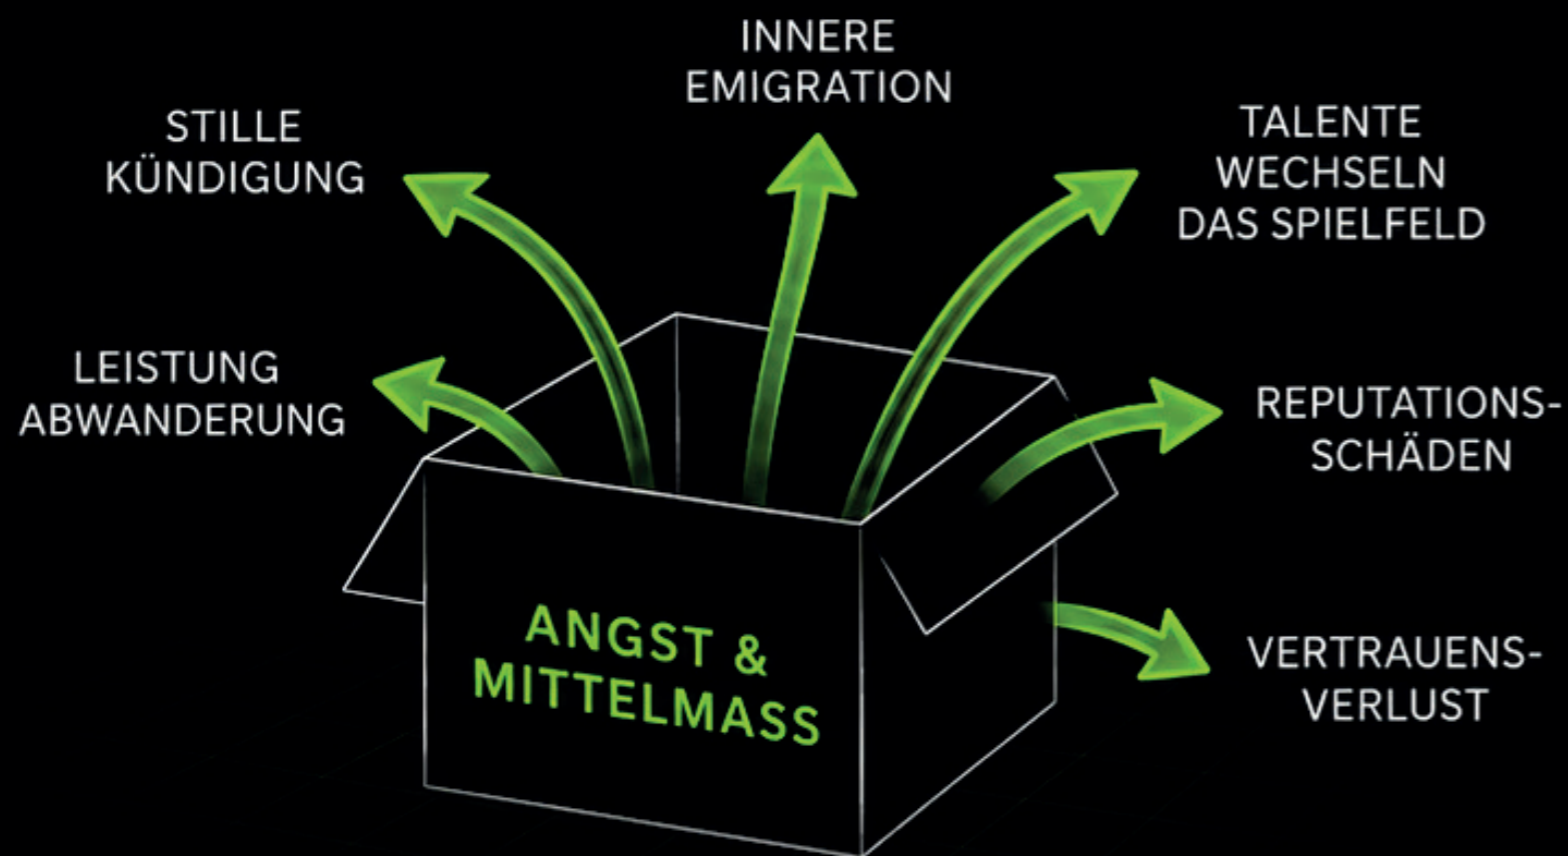 INNERE
EMIGRATION
STILLE
KÜNDIGUNG
TALENTE
WECHSELN
DAS SPIELFELD
LEISTUNG
ABWANDERUNG
REPUTATIONS-
SCHÄDEN
ANGST &
MITTELMASS
VERTRAUENS-
VERLUST